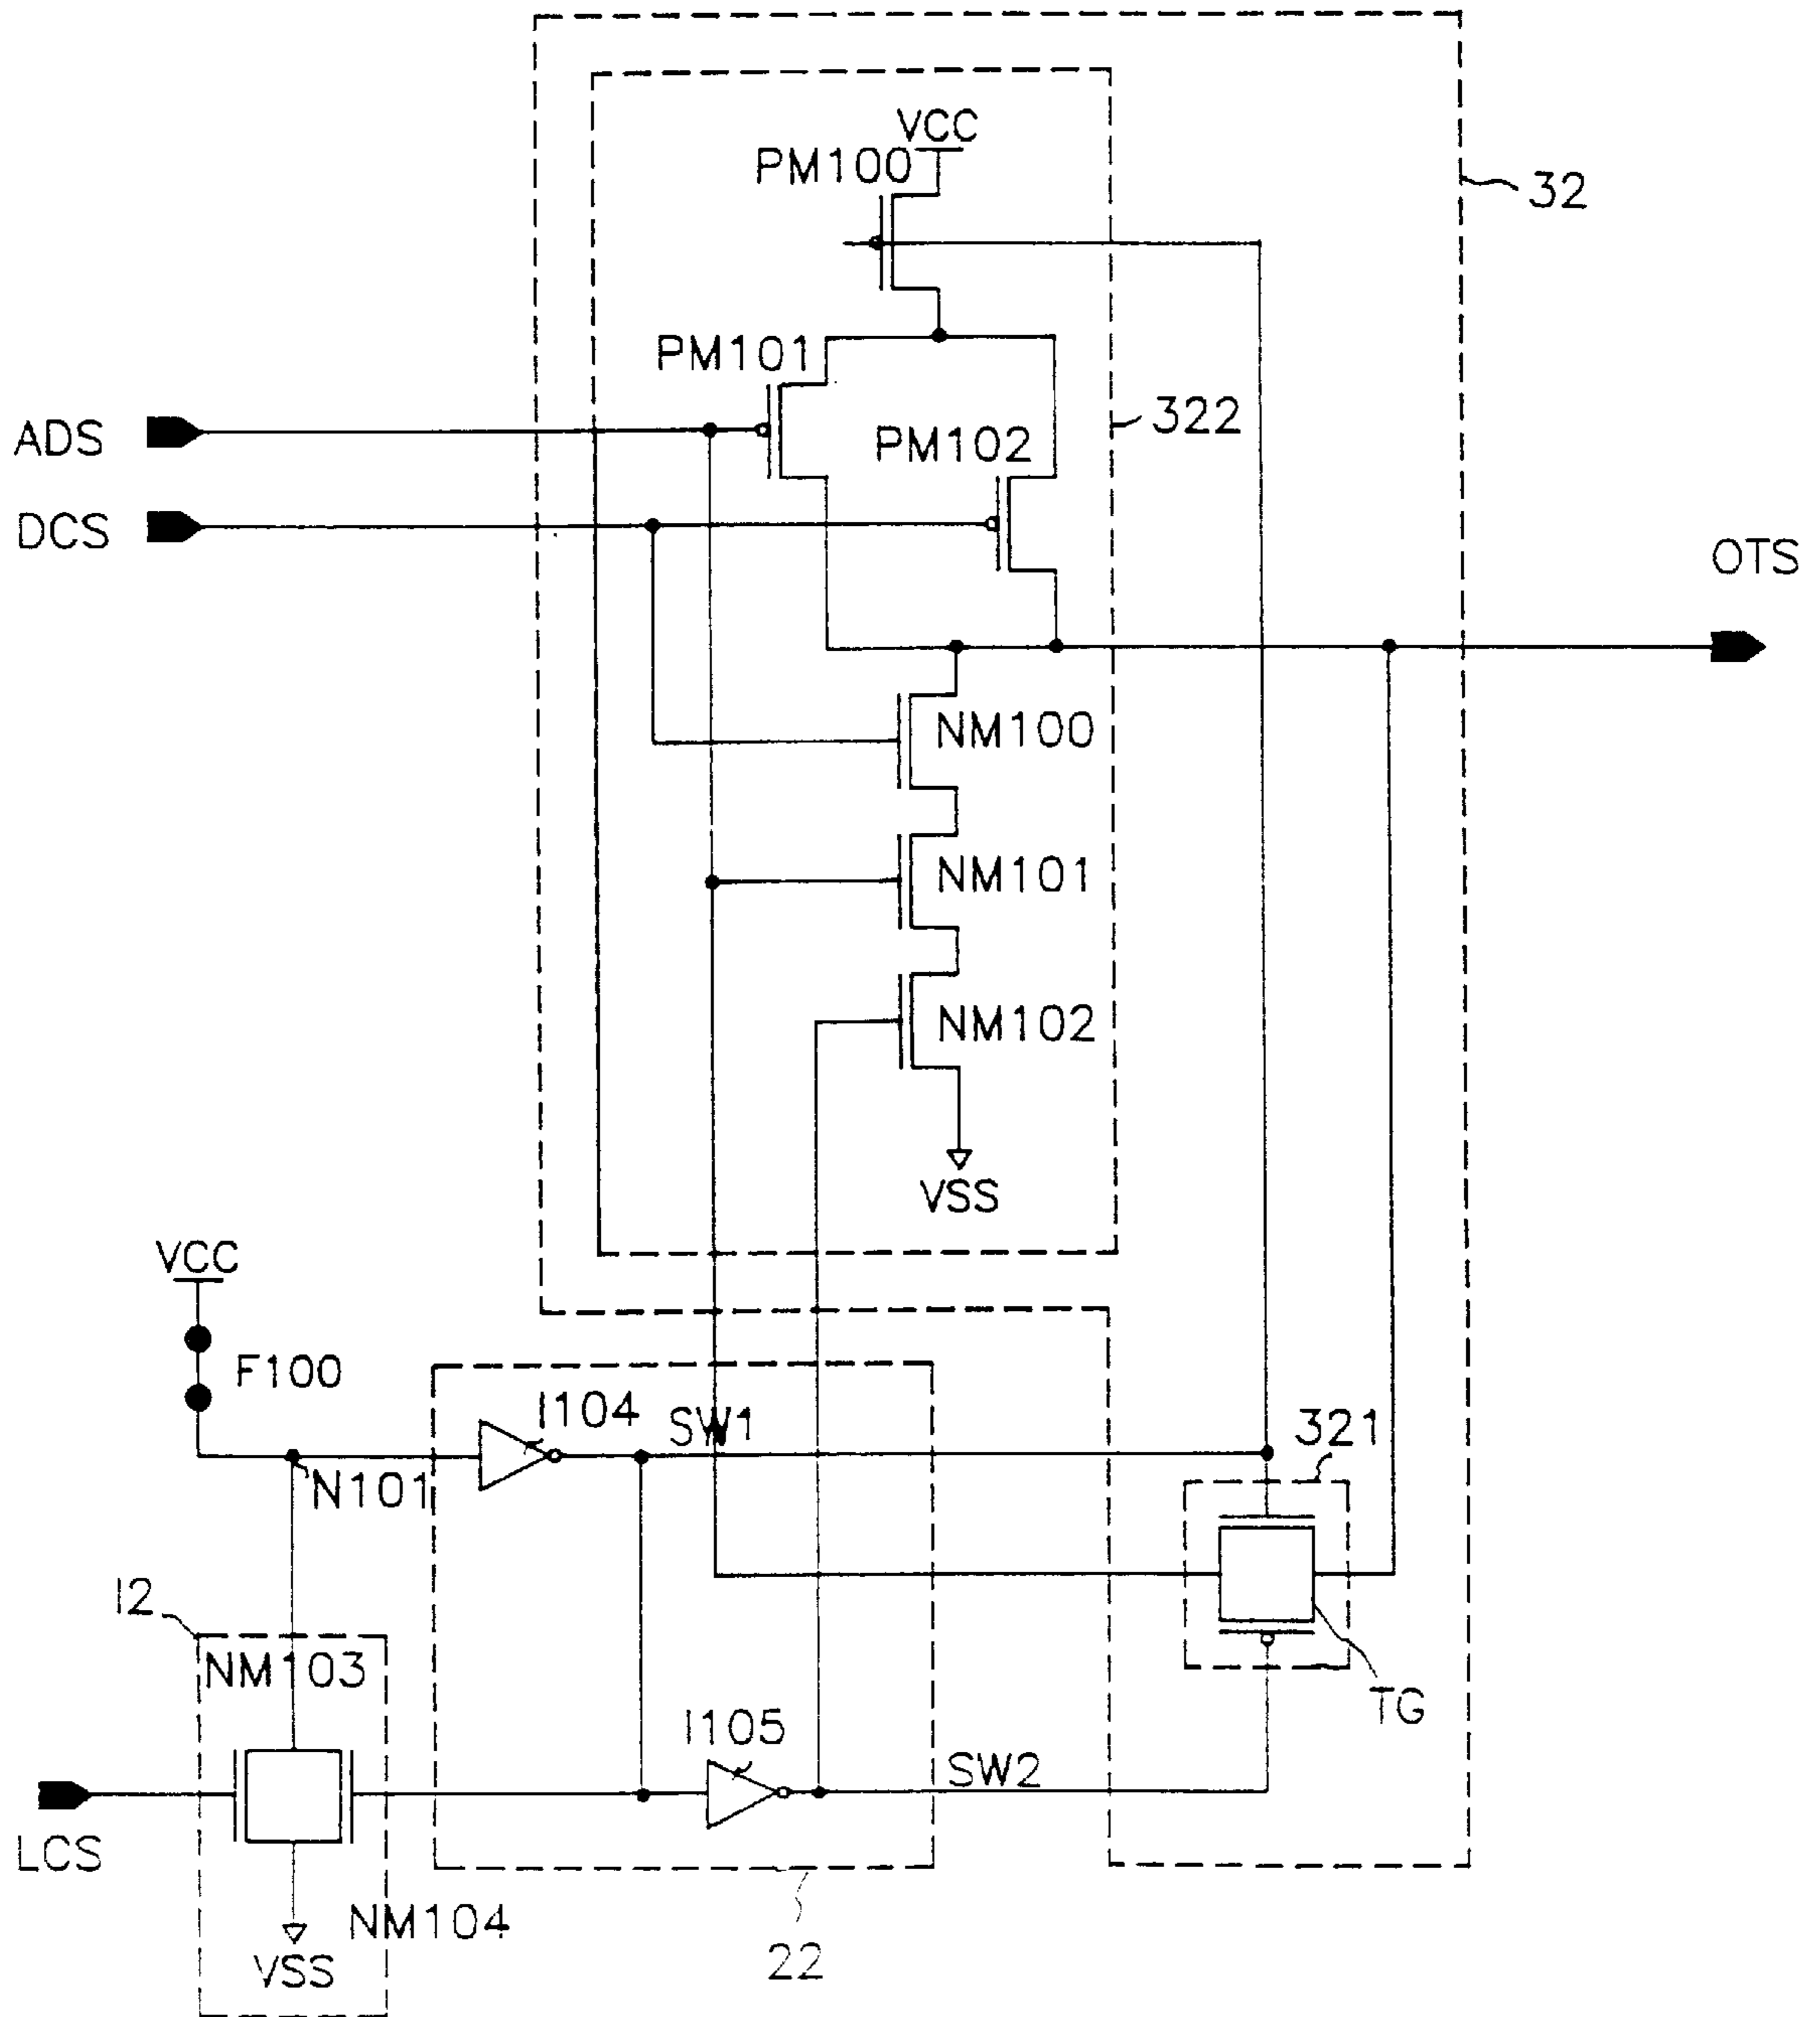 VCC
PM100
32
PM101
322
ADS
PM102
DCS
OTS
NM100
NM101
NM102
VSS
VCC
F100
I104
SW1
321
N101
12
NM103
TG
I105
SW2
LCS
NM104
VSS
22